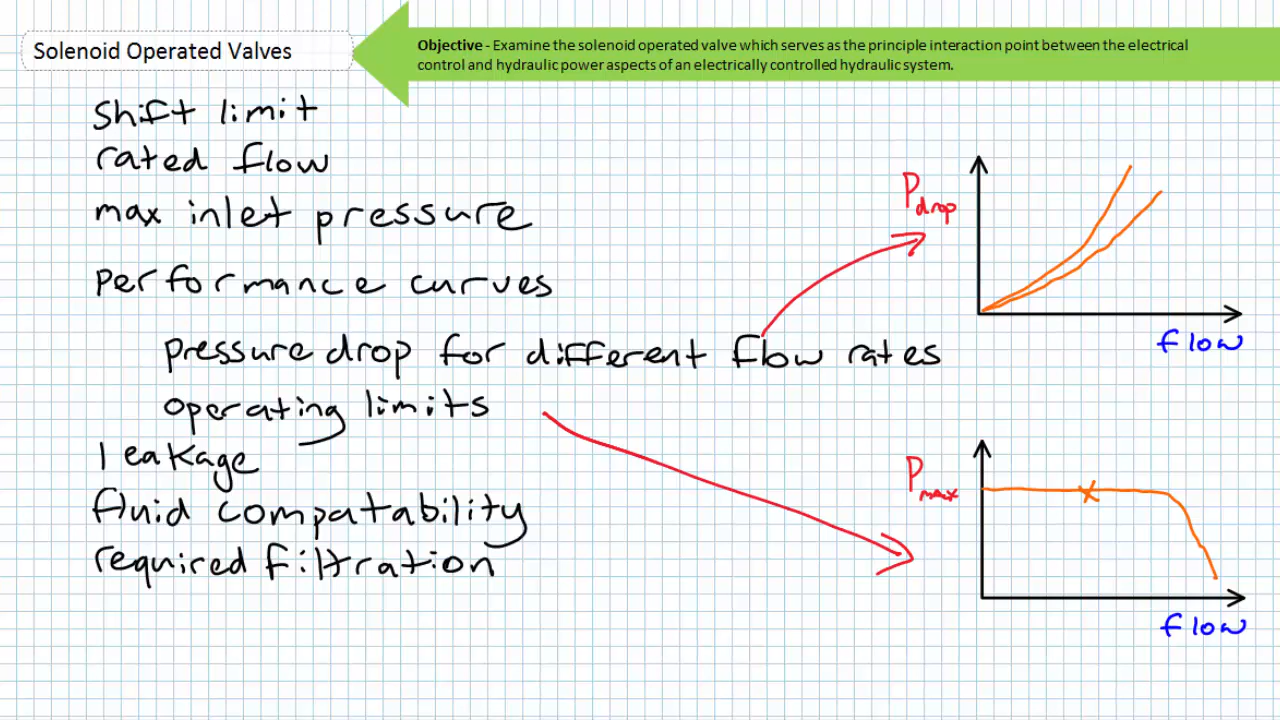 Solenoid Operated Valves
Objective - Examine the solenoid operated valve which serves as the principle interaction point between the electrical
control and hydraulic power aspects of an electrically controlled hydraulic system.
shift limit
rated flow
max inlet pressure
performance curves
pressure drop for different flow rates
operating limits
leakage
fluid compatability
required filtration
Pdrop
flow
Pmax
flow